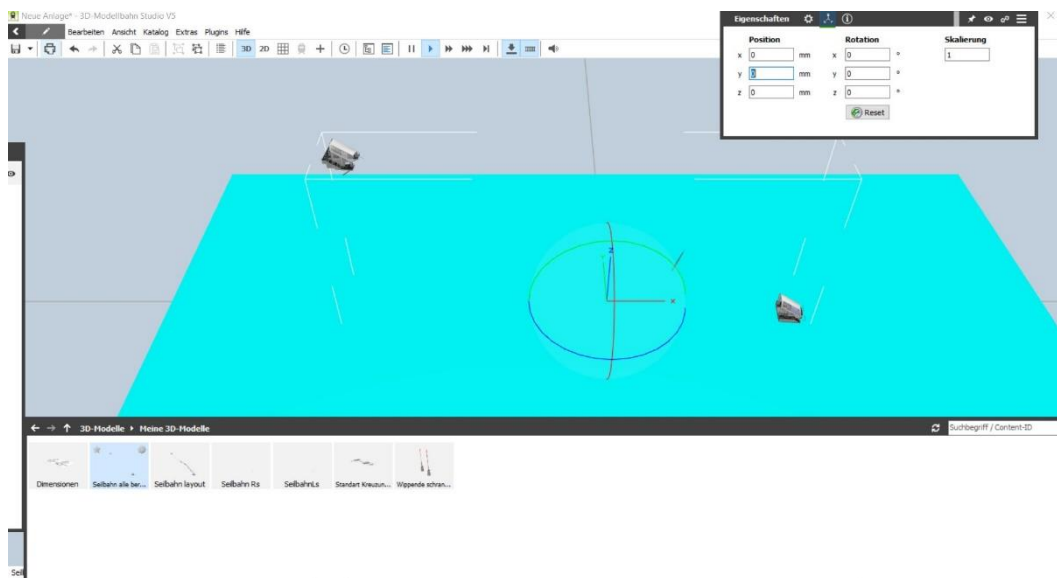 Neue Anlage* - 3D-Modellbahn Studio V5
Bearbeiten Ansicht Katalog Extras Plugins Hilfe
3D 2D
Eigenschaften
Position Rotation Skalierung
x 0 mm x 0 ° 1
y 0 mm y 0 °
z 0 mm z 0 °
Reset
Z
X
3D-Modelle Meine 3D-Modelle
Suchbegriff / Content-ID
Dimensionen Seilbahn alle ber... Seilbahn layout Seilbahn Rs SeilbahnLs Standart Kreuzun... Wippende schran...
Seil